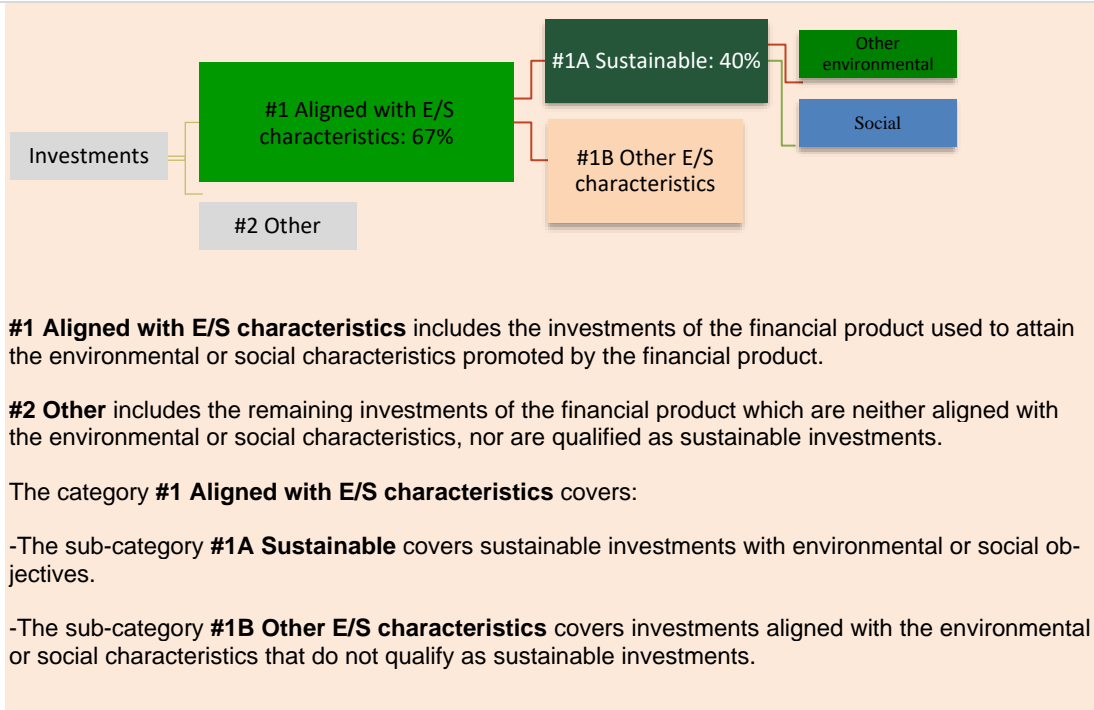 Investments
#1 Aligned with E/S
characteristics: 67%
#2 Other
#1A Sustainable: 40%
#1B Other E/S
characteristics
Other
environmental
Social
#1 Aligned with E/S characteristics includes the investments of the financial product used to attain
the environmental or social characteristics promoted by the financial product.
#2 Other includes the remaining investments of the financial product which are neither aligned with
the environmental or social characteristics, nor are qualified as sustainable investments.
The category #1 Aligned with E/S characteristics covers:
-The sub-category #1A Sustainable covers sustainable investments with environmental or social ob-
jectives.
-The sub-category #1B Other E/S characteristics covers investments aligned with the environmental
or social characteristics that do not qualify as sustainable investments.